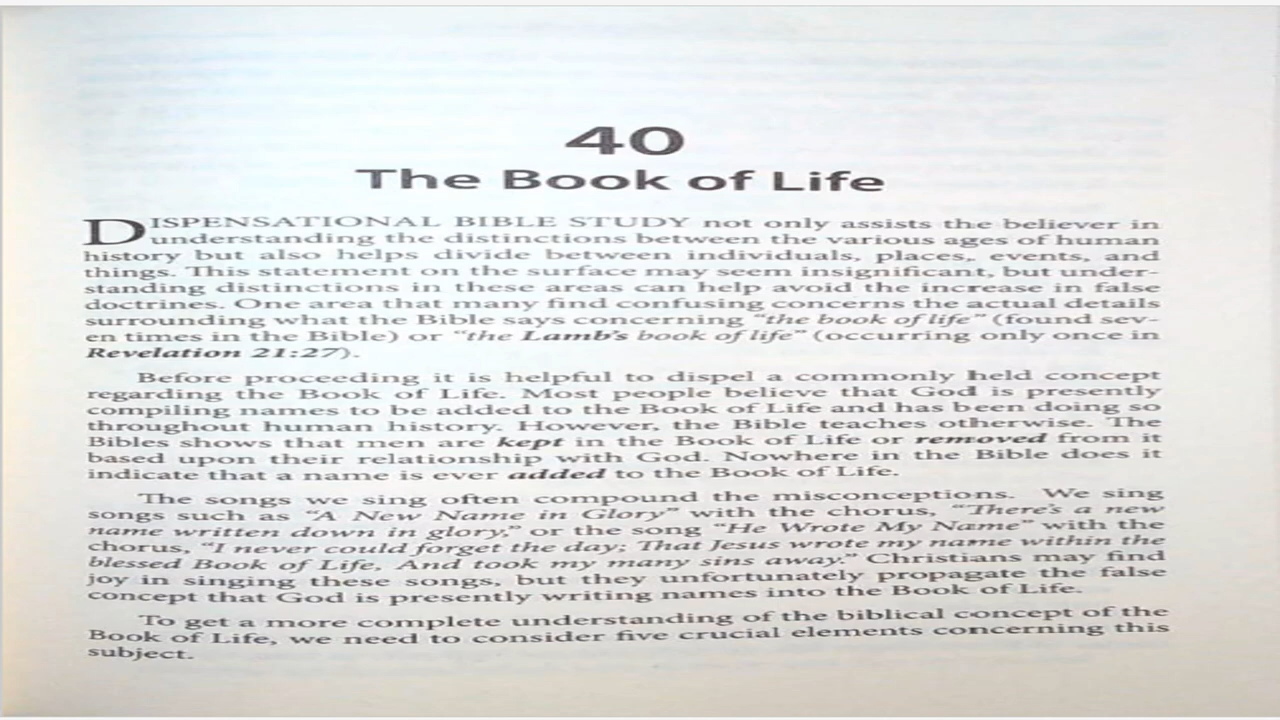 40
The Book of Life
DISPENSATIONAL BIBLE STUDY not only assists the believer in
understanding the distinctions between the various ages of human
history but also helps divide between individuals, places, events, and
things. This statement on the surface may seem insignificant, but under-
standing distinctions in these areas can help avoid the increase in false
doctrines. One area that many find confusing concerns the actual details
surrounding what the Bible says concerning “the book of life” (found sev-
en times in the Bible) or “the Lamb’s book of life” (occurring only once in
Revelation 21:27).
Before proceeding it is helpful to dispel a commonly held concept
regarding the Book of Life. Most people believe that God is presently
compiling names to be added to the Book of Life and has been doing so
throughout human history. However, the Bible teaches otherwise. The
Bibles shows that men are kept in the Book of Life or removed from it
based upon their relationship with God. Nowhere in the Bible does it
indicate that a name is ever added to the Book of Life.
The songs we sing often compound the misconceptions. We sing
songs such as “A New Name in Glory” with the chorus, “There’s a new
name written down in glory,” or the song “He Wrote My Name” with the
chorus, “I never could forget the day; That Jesus wrote my name within the
blessed Book of Life, And took my many sins away.” Christians may find
joy in singing these songs, but they unfortunately propagate the false
concept that God is presently writing names into the Book of Life.
To get a more complete understanding of the biblical concept of the
Book of Life, we need to consider five crucial elements concerning this
subject.